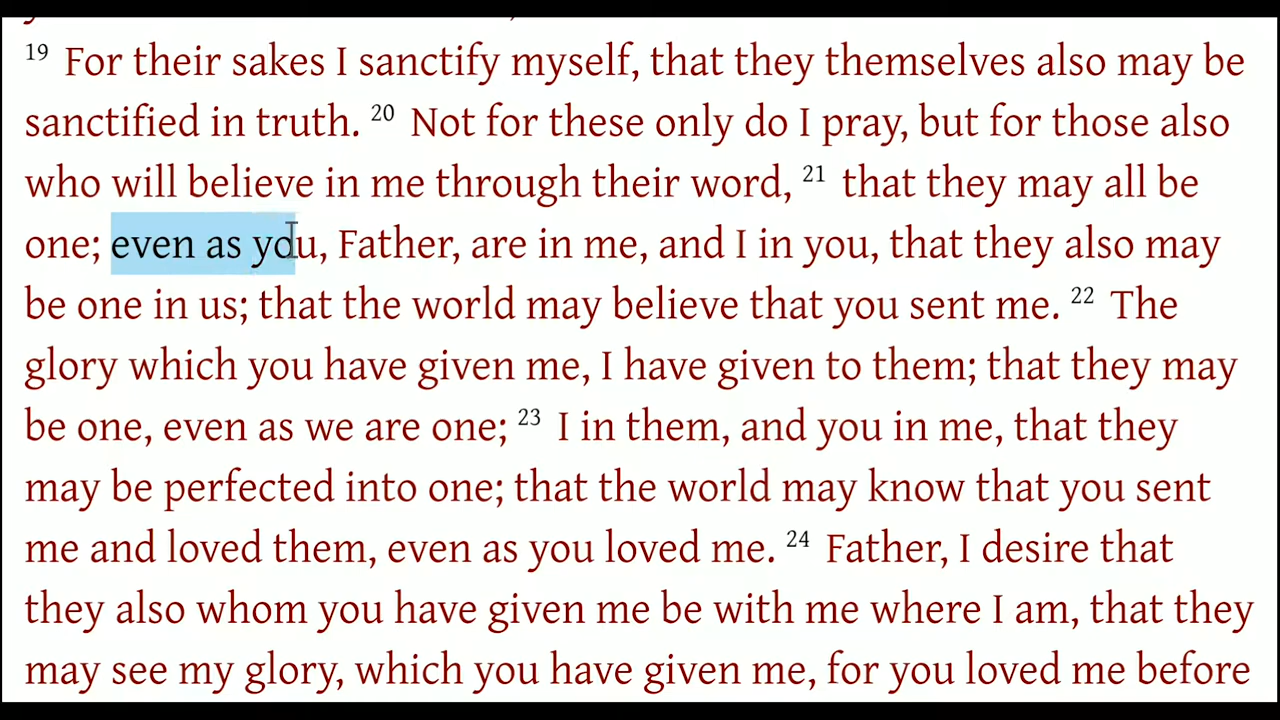 19 For their sakes I sanctify myself, that they themselves also may be
sanctified in truth. 20 Not for these only do I pray, but for those also
who will believe in me through their word, 21 that they may all be
one; even as you, Father, are in me, and I in you, that they also may
be one in us; that the world may believe that you sent me. 22 The
glory which you have given me, I have given to them; that they may
be one, even as we are one; 23 I in them, and you in me, that they
may be perfected into one; that the world may know that you sent
me and loved them, even as you loved me. 24 Father, I desire that
they also whom you have given me be with me where I am, that they
may see my glory, which you have given me, for you loved me before